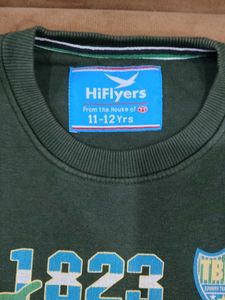 HiFlyers
From the House of
11-12 Yrs
1823
TB